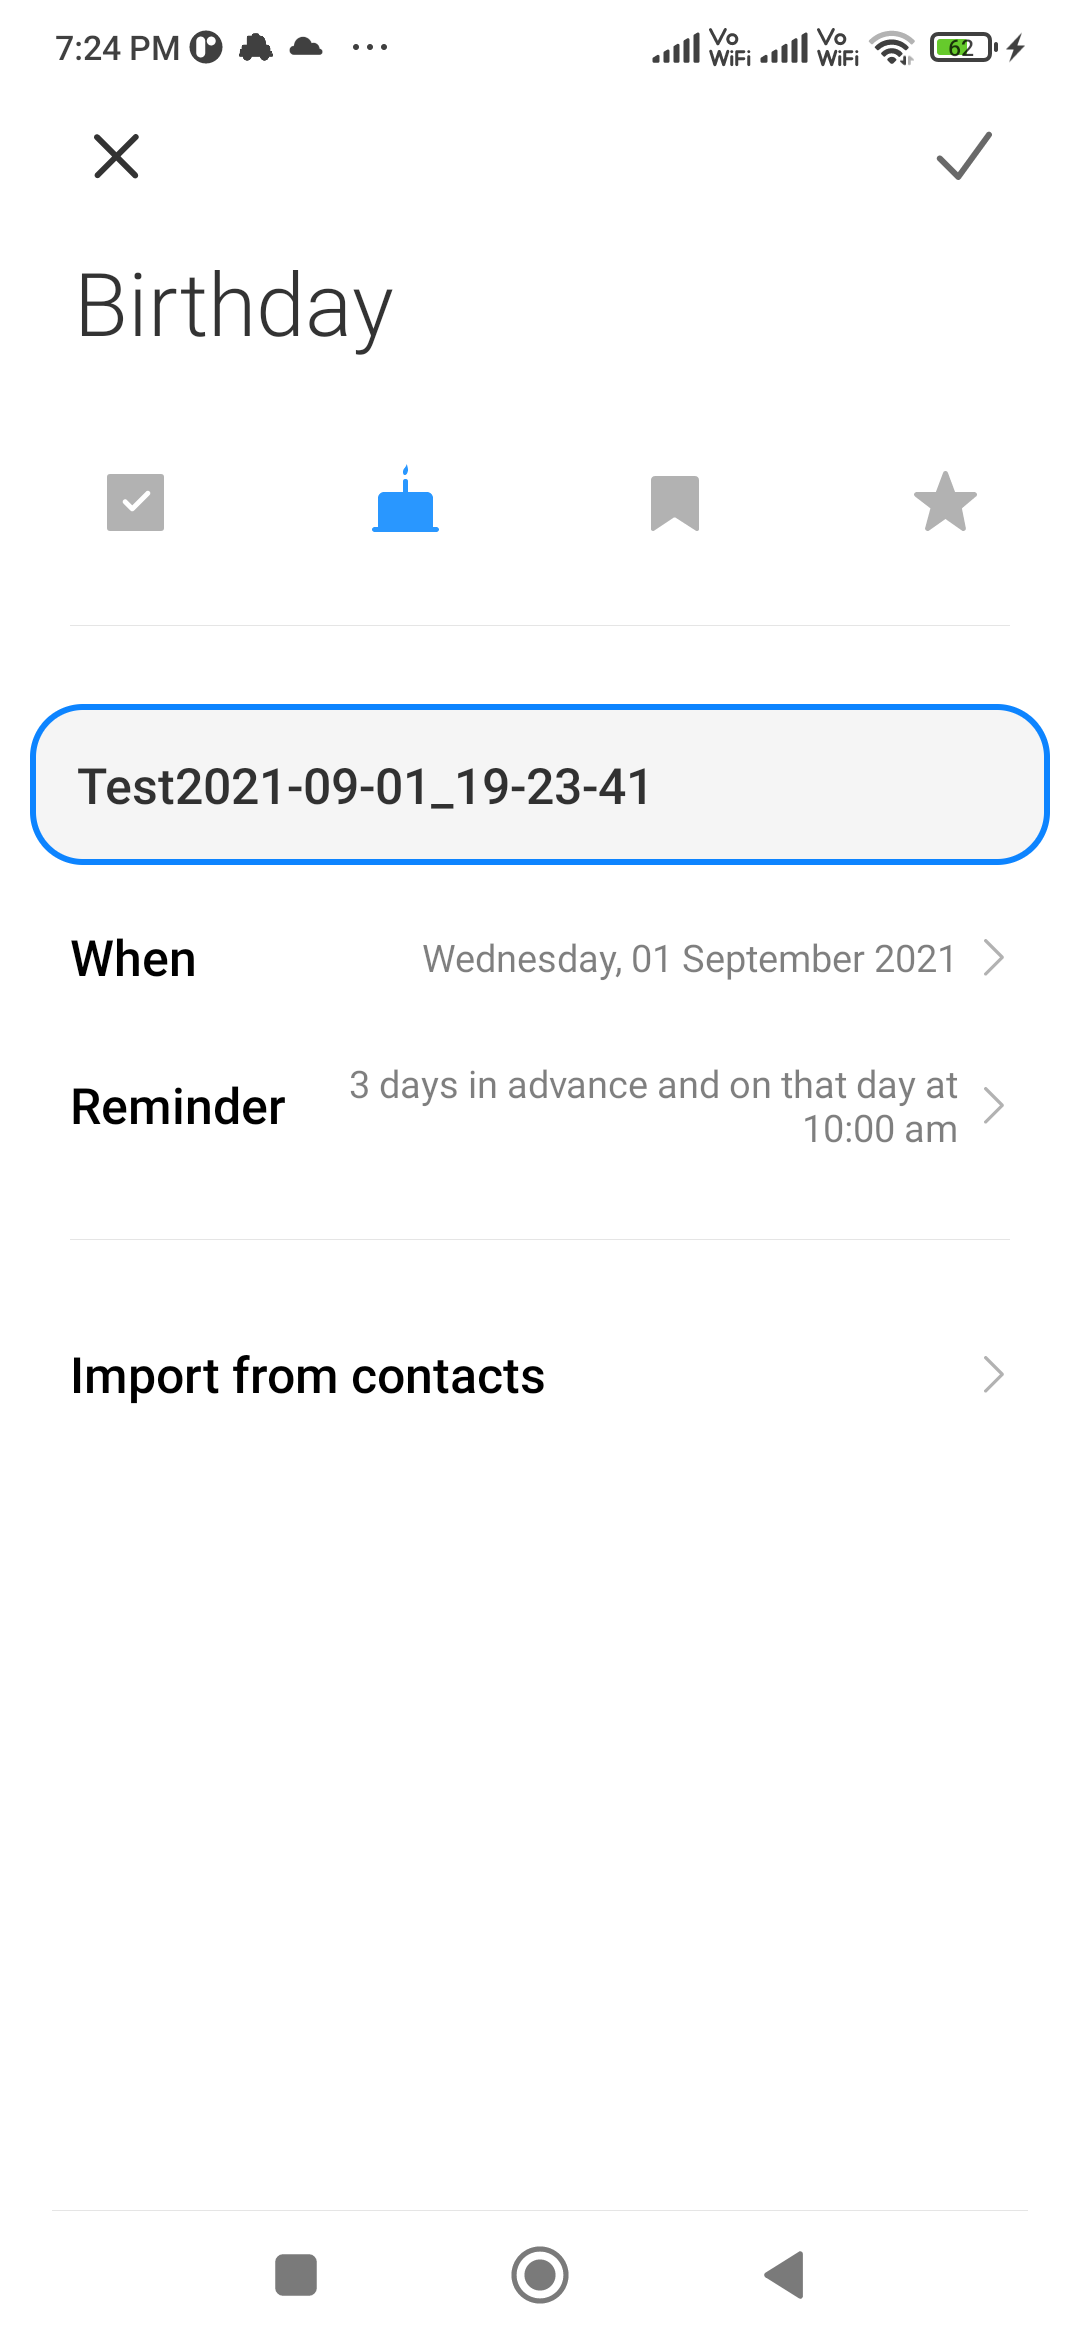 7:24 PM
Vo WiFi
Vo WiFi
62
Birthday
Test2021-09-01_19-23-41
When
Wednesday, 01 September 2021
Reminder
3 days in advance and on that day at
10:00 am
Import from contacts